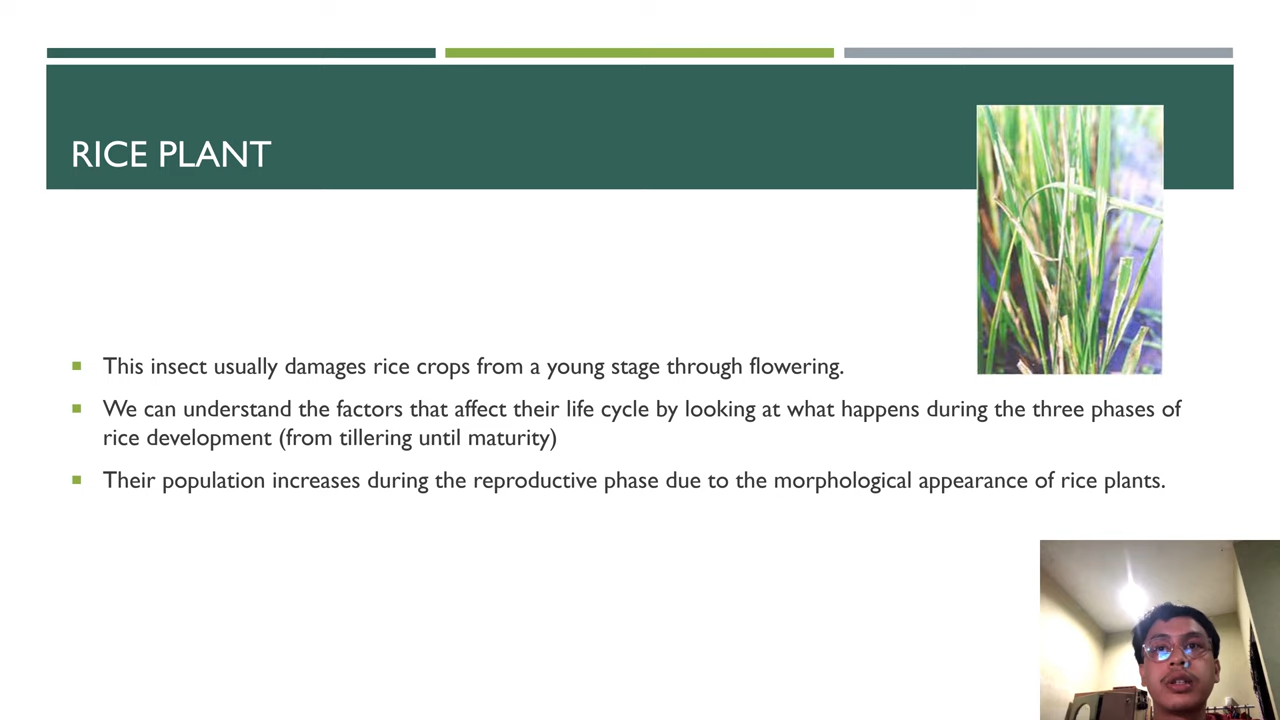 RICE PLANT
This insect usually damages rice crops from a young stage through flowering.
We can understand the factors that affect their life cycle by looking at what happens during the three phases of
rice development (from tillering until maturity)
Their population increases during the reproductive phase due to the morphological appearance of rice plants.